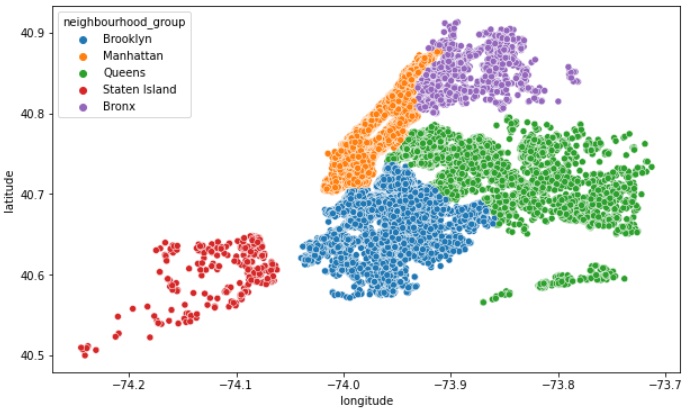 neighbourhood_group
Brooklyn
Manhattan
Queens
Staten Island
Bronx
40.9
40.8
40.7
40.6
40.5
latitude
−74.2
−74.1
−74.0
−73.9
−73.8
−73.7
longitude